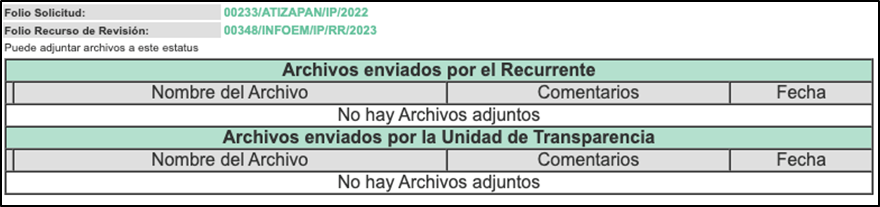 Folio Solicitud: 00233/ATIZAPAN/IP/2022
Folio Recurso de Revisión: 00348/INFOEM/IP/RR/2023
Puede adjuntar archivos a este estatus
Archivos enviados por el Recurrente
Nombre del Archivo Comentarios Fecha
No hay Archivos adjuntos
Archivos enviados por la Unidad de Transparencia
Nombre del Archivo Comentarios Fecha
No hay Archivos adjuntos